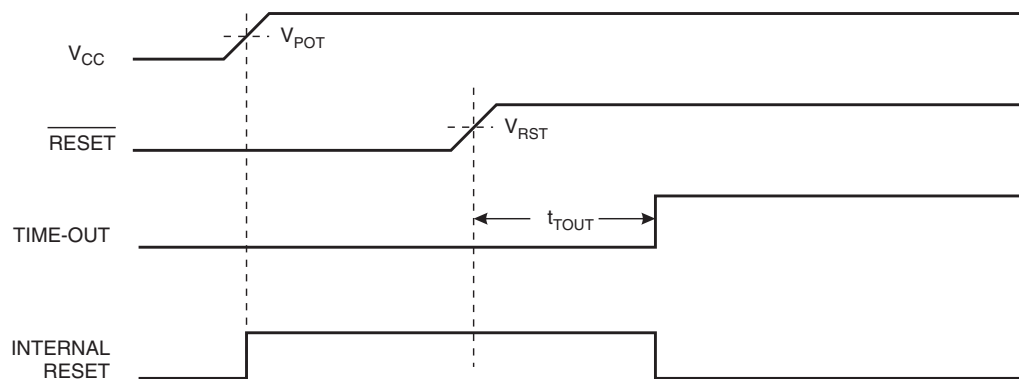 VCC
VPOT
RESET
VRST
tTOUT
TIME-OUT
INTERNAL
RESET